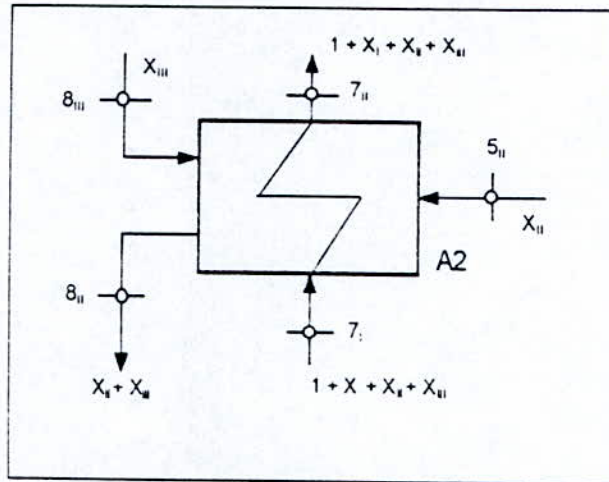 1 + X_I + X_II + X_III
X_III
7_II
8_III
5_II
X_II
A2
8_II
7_I
X_II + X_III
1 + X + X_II + X_III